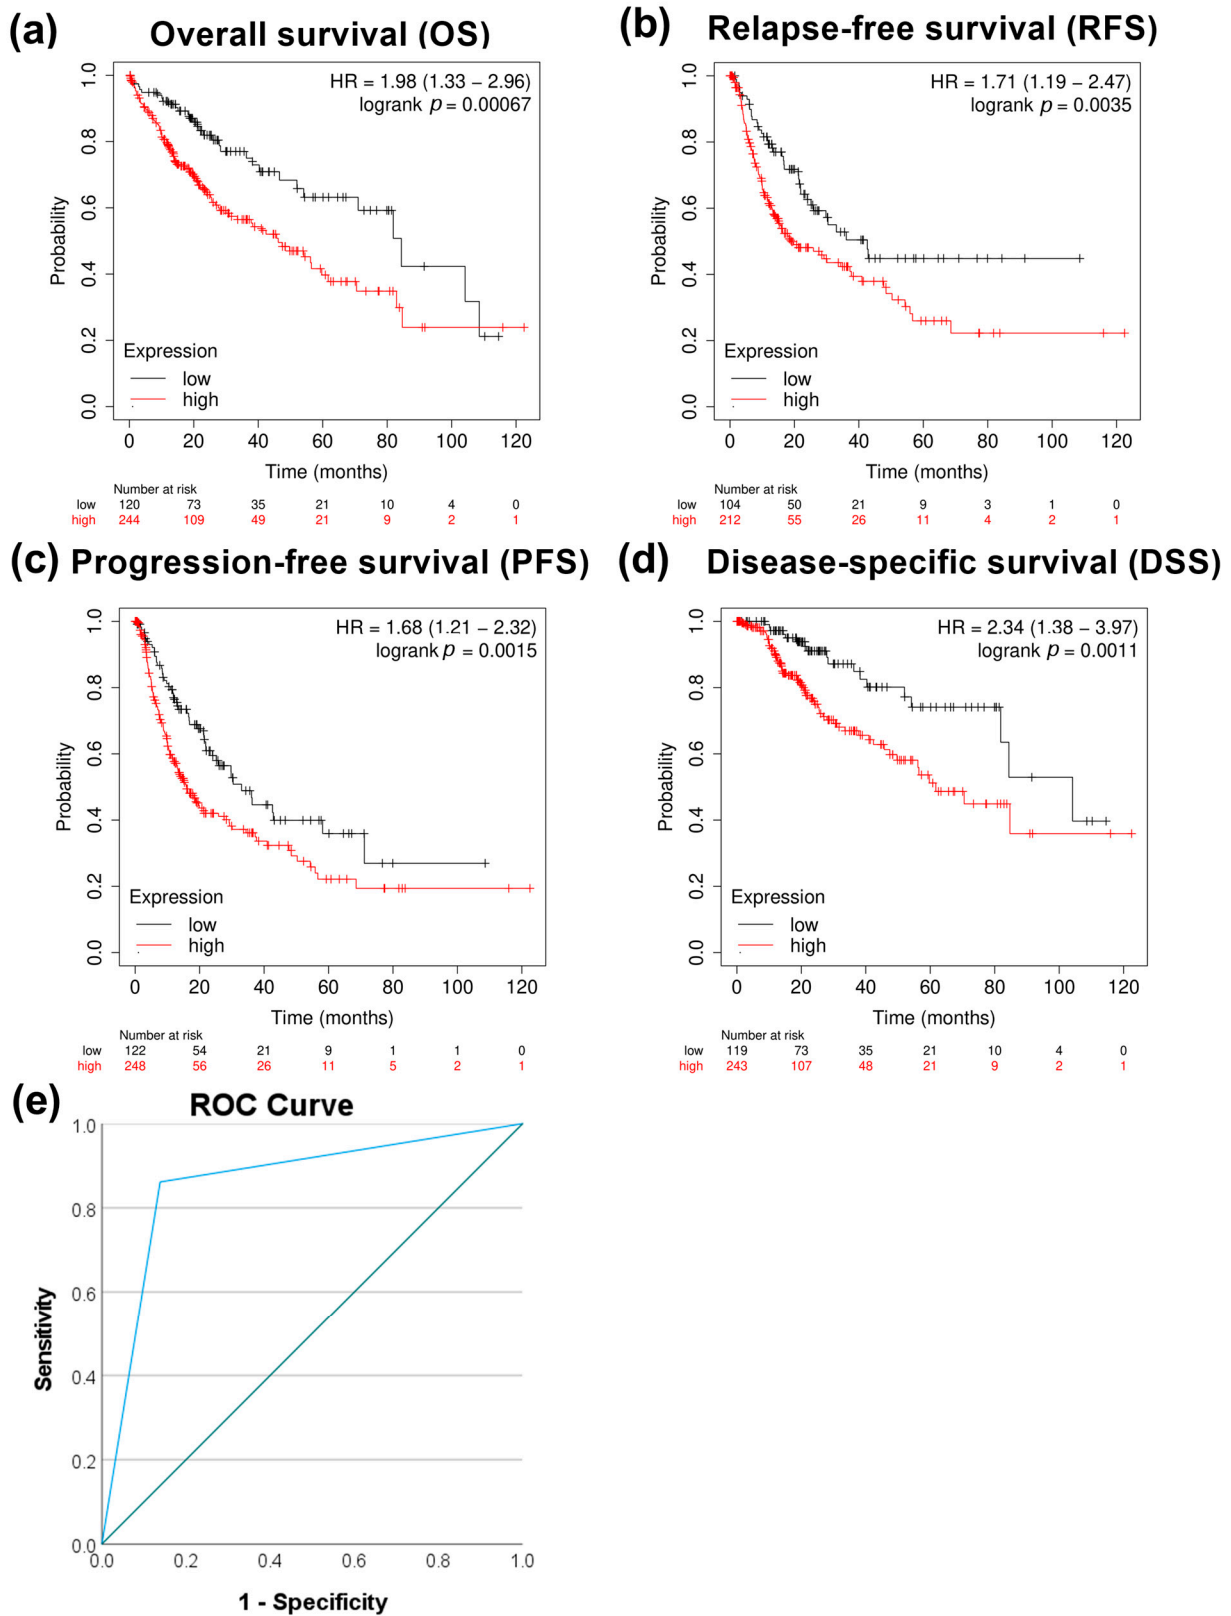 (a) Overall survival (OS)
HR = 1.98 (1.33 − 2.96)
logrank p = 0.00067
Probability
1.0
0.8
0.6
0.4
0.2
0.0
Expression
low
high
0 20 40 60 80 100 120
Time (months)
Number at risk
low 120 73 35 21 10 4 0
high 244 109 49 21 9 2 1
(b) Relapse-free survival (RFS)
HR = 1.71 (1.19 − 2.47)
logrank p = 0.0035
Probability
1.0
0.8
0.6
0.4
0.2
0.0
Expression
low
high
0 20 40 60 80 100 120
Time (months)
Number at risk
low 104 50 21 9 3 1 0
high 212 55 26 11 4 2 1
(c) Progression-free survival (PFS)
HR = 1.68 (1.21 − 2.32)
logrank p = 0.0015
Probability
1.0
0.8
0.6
0.4
0.2
0.0
Expression
low
high
0 20 40 60 80 100 120
Time (months)
Number at risk
low 122 54 21 9 1 1 0
high 248 56 26 11 5 2 1
(d) Disease-specific survival (DSS)
HR = 2.34 (1.38 − 3.97)
logrank p = 0.0011
Probability
1.0
0.8
0.6
0.4
0.2
0.0
Expression
low
high
0 20 40 60 80 100 120
Time (months)
Number at risk
low 119 73 35 21 10 4 0
high 243 107 48 21 9 2 1
(e) ROC Curve
Sensitivity
1.0
0.8
0.6
0.4
0.2
0.0
0.0 0.2 0.4 0.6 0.8 1.0
1 - Specificity